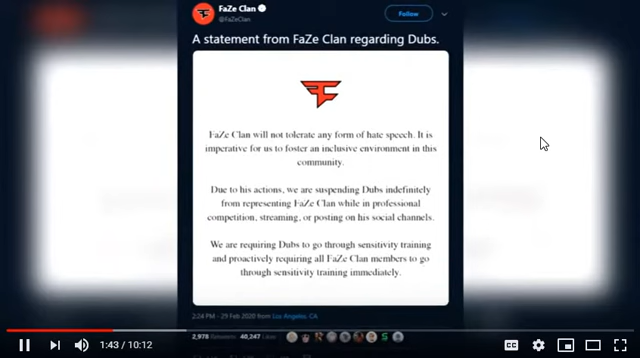 FaZe Clan
@FaZeClan
Follow
A statement from FaZe Clan regarding Dubs.
FaZe Clan will not tolerate any form of hate speech. It is
imperative for us to foster an inclusive environment in this
community.
Due to his actions, we are suspending Dubs indefinitely
from representing FaZe Clan while in professional
competition, streaming, or posting on his social channels.
We are requiring Dubs to go through sensitivity training
and proactively requiring all FaZe Clan members to go
through sensitivity training immediately.
2:24 PM - 29 Feb 2020 from Los Angeles, CA
2,978 Retweets 40,247 Likes
1:43 / 10:12
CC